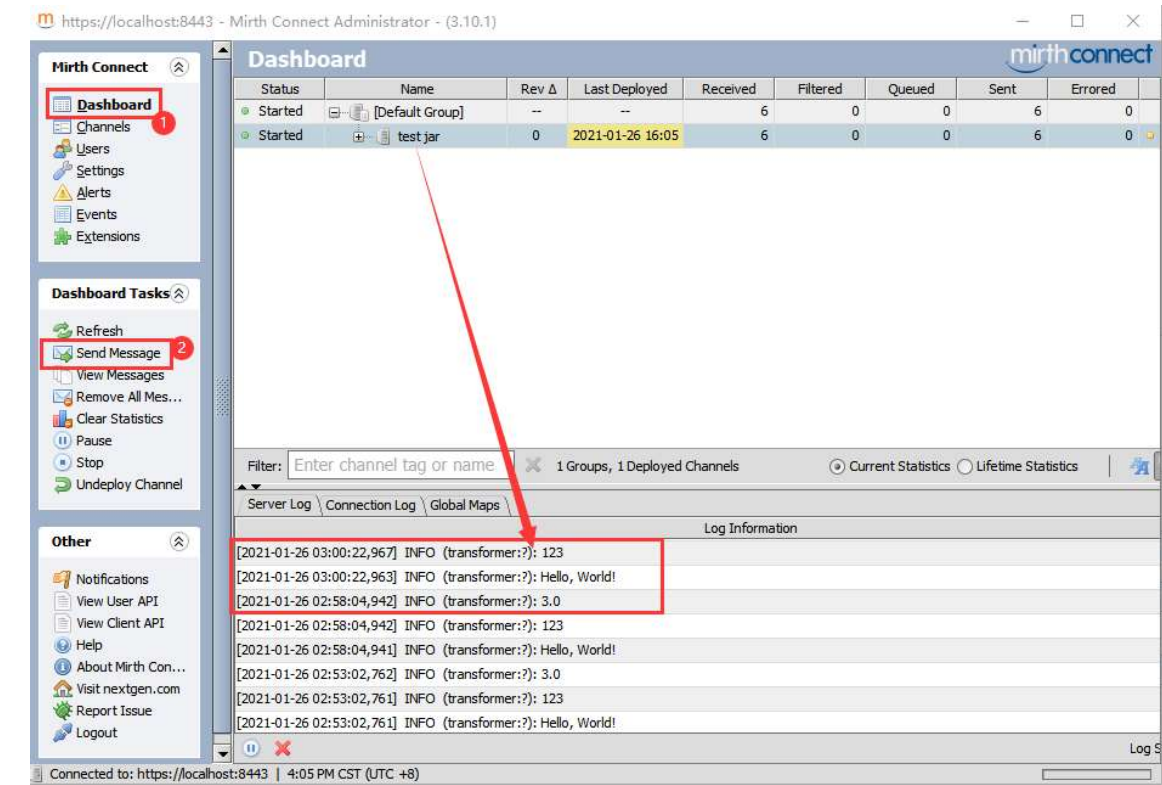 https://localhost:8443 - Mirth Connect Administrator - (3.10.1)
Mirth Connect
Dashboard
1
Channels
Users
Settings
Alerts
Events
Extensions
Dashboard Tasks
Refresh
Send Message
2
View Messages
Remove All Mes...
Clear Statistics
Pause
Stop
Undeploy Channel
Other
Notifications
View User API
View Client API
Help
About Mirth Con...
Visit nextgen.com
Report Issue
Logout
Dashboard
mirthconnect
Status Name Rev Δ Last Deployed Received Filtered Queued Sent Errored
Started [Default Group] -- -- 6 0 0 6 0
Started test jar 0 2021-01-26 16:05 6 0 0 6 0
Filter: Enter channel tag or name 1 Groups, 1 Deployed Channels Current Statistics Lifetime Statistics
Server Log Connection Log Global Maps
Log Information
[2021-01-26 03:00:22,967] INFO (transformer:?): 123
[2021-01-26 03:00:22,963] INFO (transformer:?): Hello, World!
[2021-01-26 02:58:04,942] INFO (transformer:?): 3.0
[2021-01-26 02:58:04,942] INFO (transformer:?): 123
[2021-01-26 02:58:04,941] INFO (transformer:?): Hello, World!
[2021-01-26 02:53:02,762] INFO (transformer:?): 3.0
[2021-01-26 02:53:02,761] INFO (transformer:?): 123
[2021-01-26 02:53:02,761] INFO (transformer:?): Hello, World!
Log S
Connected to: https://localhost:8443 | 4:05 PM CST (UTC +8)